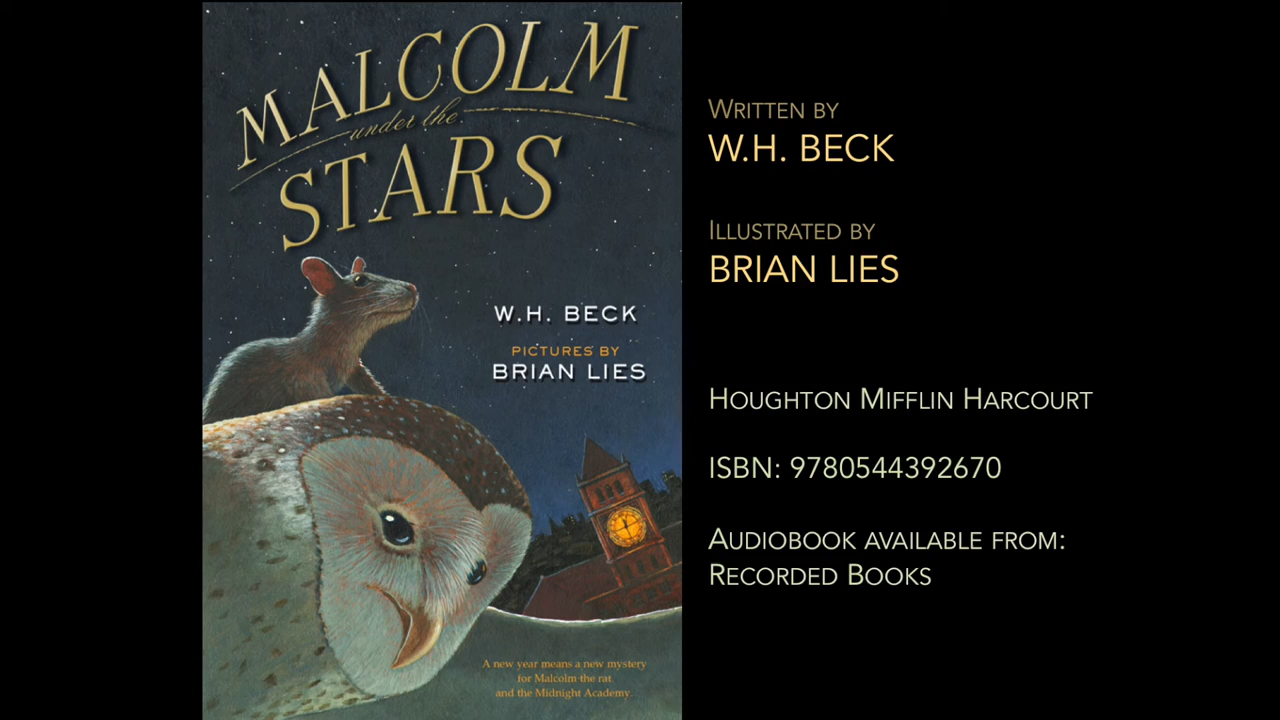 MALCOLM
under the
STARS
W.H. BECK
PICTURES BY
BRIAN LIES
A new year means a new mystery
for Malcolm the rat
and the Midnight Academy.
WRITTEN BY
W.H. BECK
ILLUSTRATED BY
BRIAN LIES
HOUGHTON MIFFLIN HARCOURT
ISBN: 9780544392670
AUDIOBOOK AVAILABLE FROM:
RECORDED BOOKS